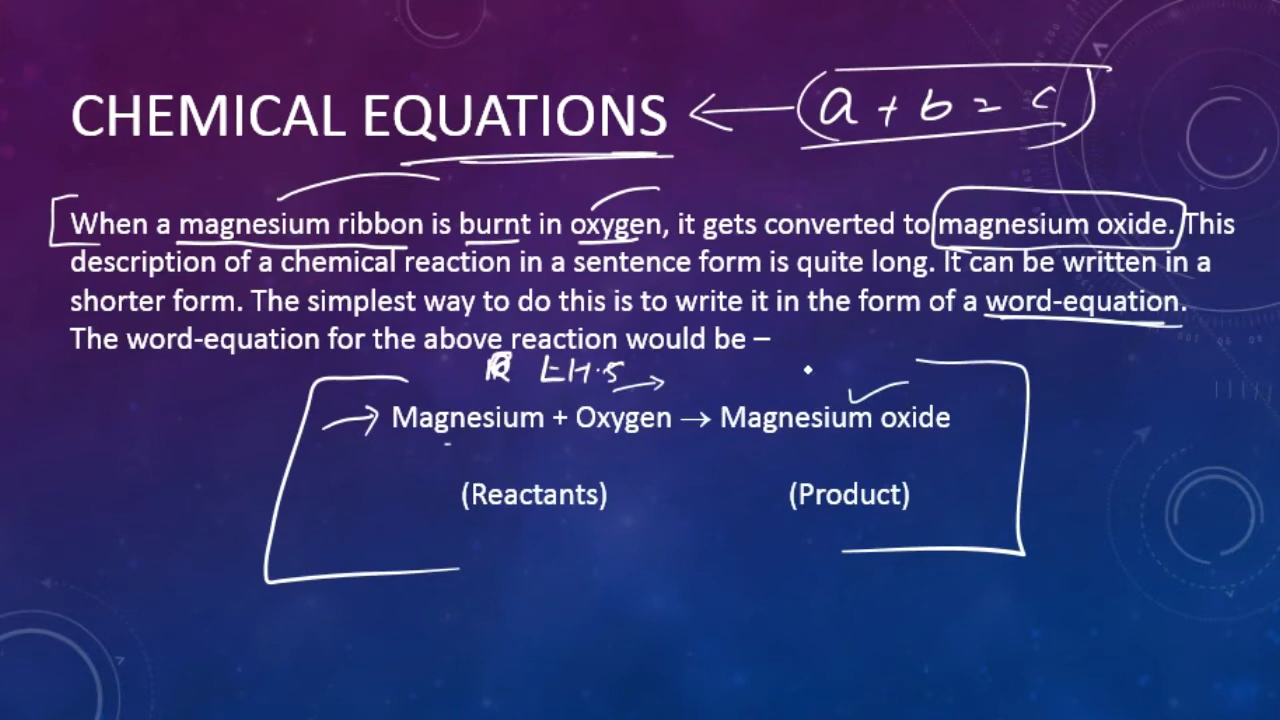 CHEMICAL EQUATIONS ← (a + b = c)
When a magnesium ribbon is burnt in oxygen, it gets converted to magnesium oxide. This
description of a chemical reaction in a sentence form is quite long. It can be written in a
shorter form. The simplest way to do this is to write it in the form of a word-equation.
The word-equation for the above reaction would be –
L·H·S →
Magnesium + Oxygen → Magnesium oxide
(Reactants) (Product)